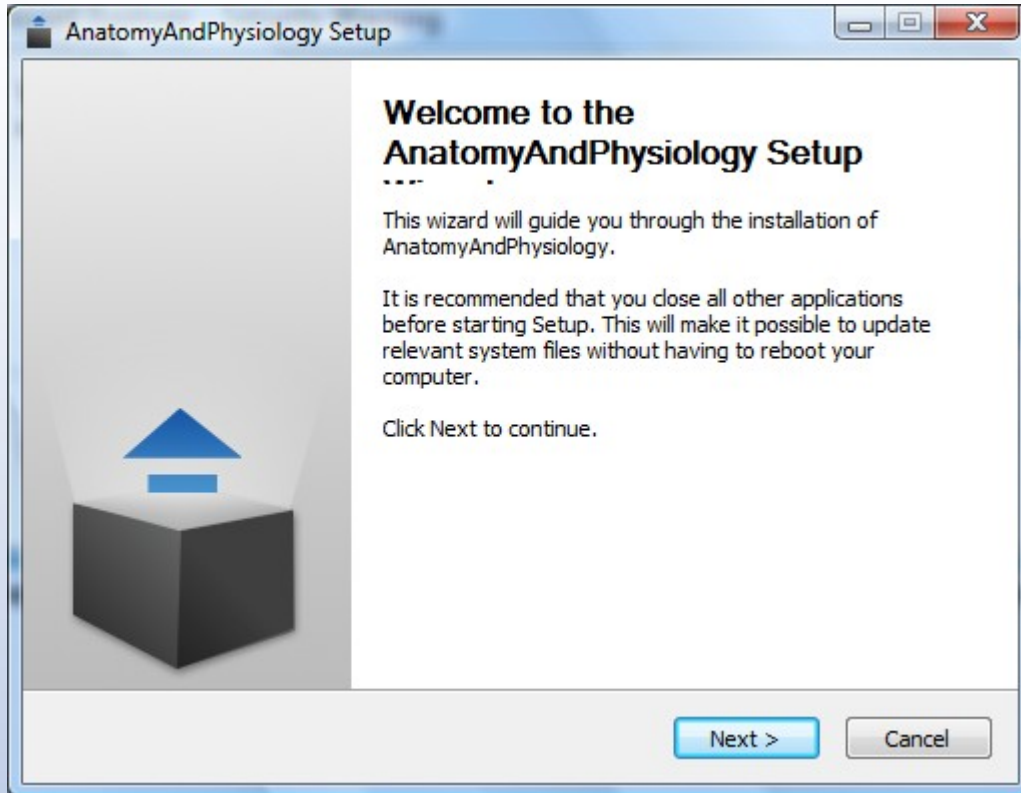 AnatomyAndPhysiology Setup
Welcome to the
AnatomyAndPhysiology Setup
This wizard will guide you through the installation of
AnatomyAndPhysiology.
It is recommended that you close all other applications
before starting Setup. This will make it possible to update
relevant system files without having to reboot your
computer.
Click Next to continue.
Next >
Cancel